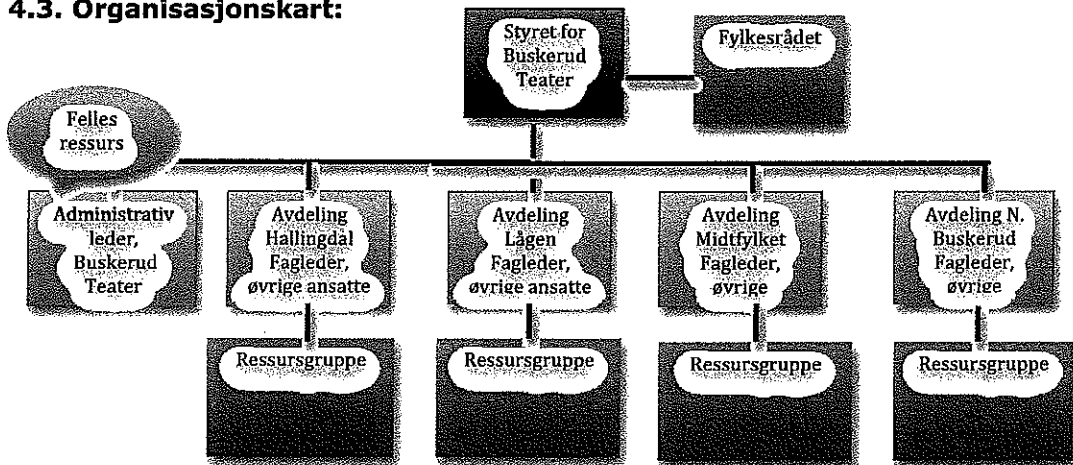 4.3. Organisasjonskart:
Styret for
Buskerud
Teater
Fylkesrådet
Felles
ressurs
Administrativ
leder,
Buskerud
Teater
Avdeling
Hallingdal
Fagleder,
øvrige ansatte
Avdeling
Lågen
Fagleder,
øvrige ansatte
Avdeling
Midtfylket
Fagleder,
øvrige
Avdeling N.
Buskerud
Fagleder,
øvrige
Ressursgruppe
Ressursgruppe
Ressursgruppe
Ressursgruppe